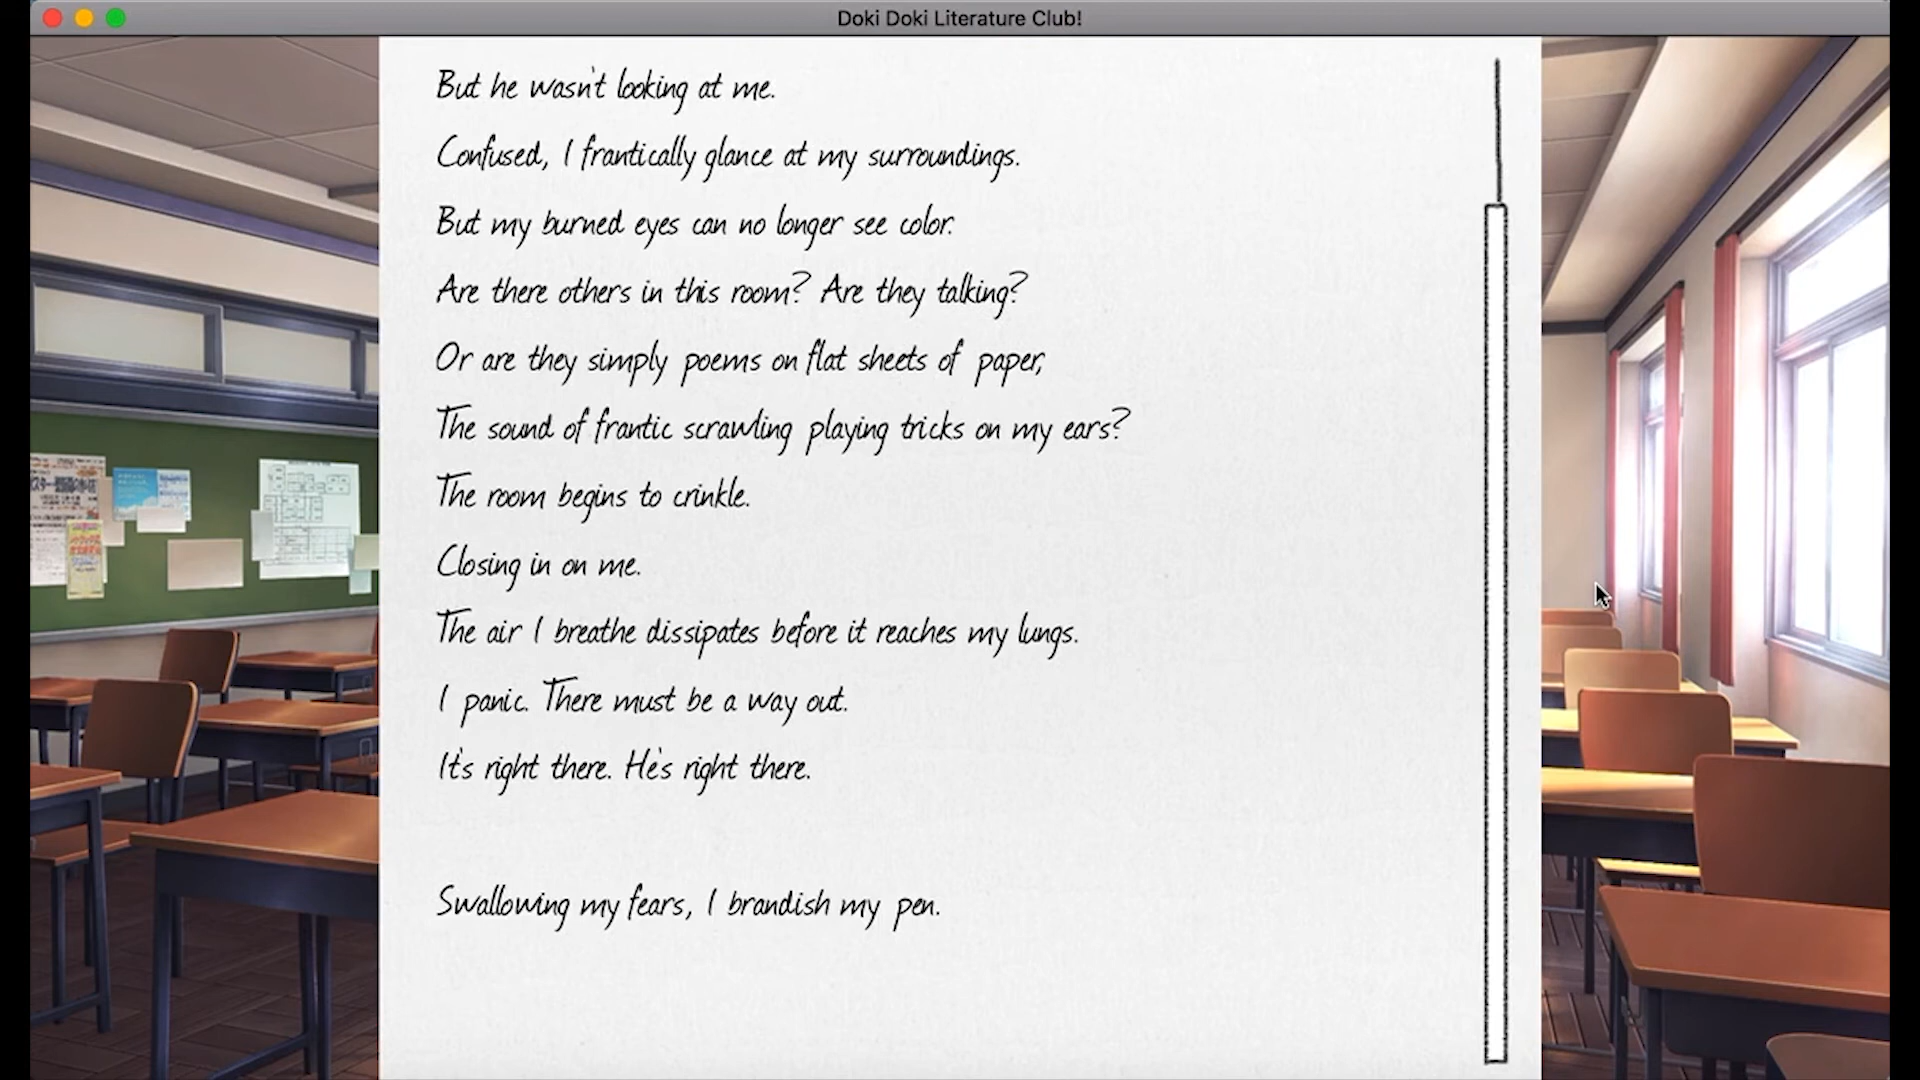 Doki Doki Literature Club!
But he wasn't looking at me.
Confused, I frantically glance at my surroundings.
But my burned eyes can no longer see color.
Are there others in this room? Are they talking?
Or are they simply poems on flat sheets of paper,
The sound of frantic scrawling playing tricks on my ears?
The room begins to crinkle.
Closing in on me.
The air I breathe dissipates before it reaches my lungs.
I panic. There must be a way out.
It's right there. He's right there.
Swallowing my fears, I brandish my pen.